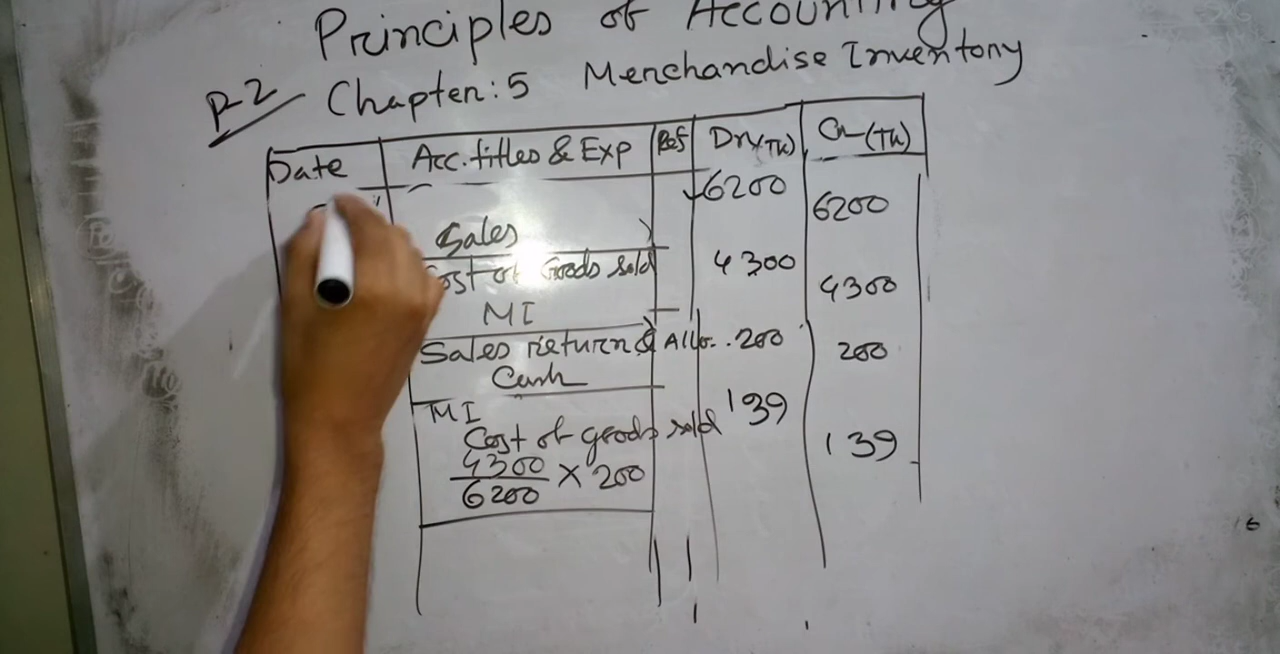 Principles of Accounting
P-2 Chapter: 5 Merchandise Inventory
Date Acc. titles & Exp Ref Dr (Tk) Cr (Tk)
6200
Sales 6200
Cost of Goods sold 4300
MI 4300
Sales return & Allo. 200
Cash 200
MI 139
Cost of goods sold 139
4300
6200 × 200